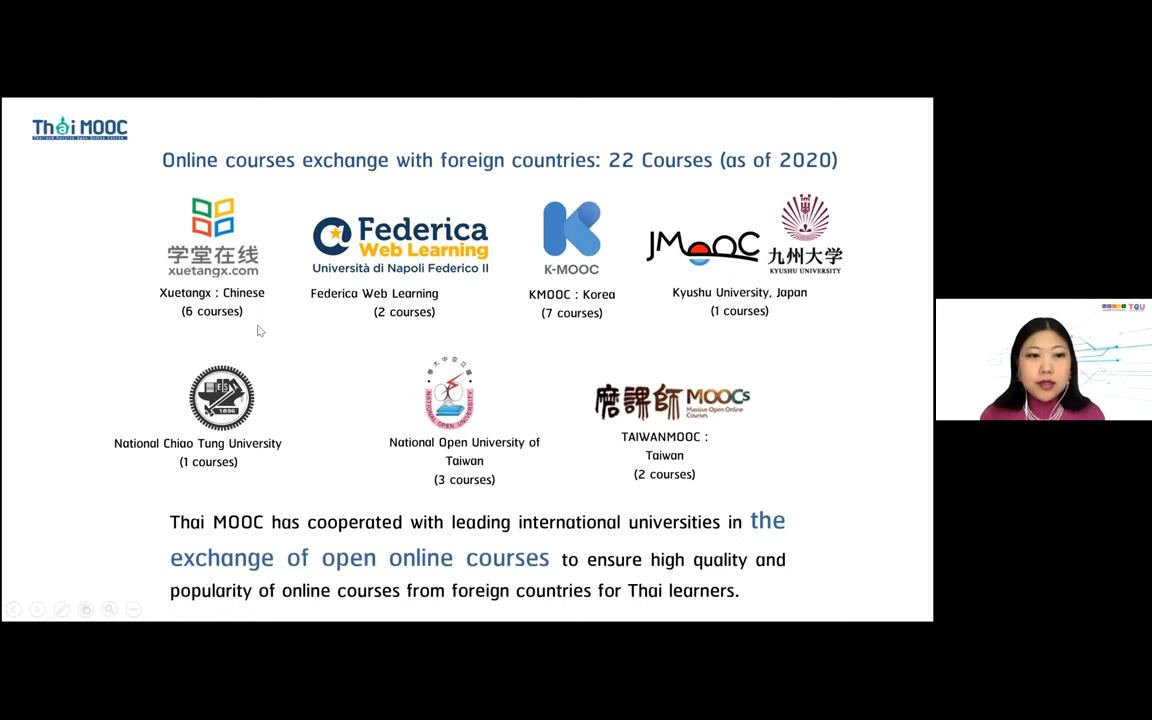 Thai MOOC
Online courses exchange with foreign countries: 22 Courses (as of 2020)
学堂在线
xuetangx.com
Xuetangx : Chinese
(6 courses)
Federica
Web Learning
Università di Napoli Federico II
Federica Web Learning
(2 courses)
K-MOOC
KMOOC : Korea
(7 courses)
JMOOC
九州大学
KYUSHU UNIVERSITY
Kyushu University, Japan
(1 courses)
1896
National Chiao Tung University
(1 courses)
NATIONAL OPEN UNIVERSITY
National Open University of
Taiwan
(3 courses)
磨課師 MOOCs
Massive Open Online
Courses
TAIWANMOOC :
Taiwan
(2 courses)
Thai MOOC has cooperated with leading international universities in the
exchange of open online courses to ensure high quality and
popularity of online courses from foreign countries for Thai learners.
TCU